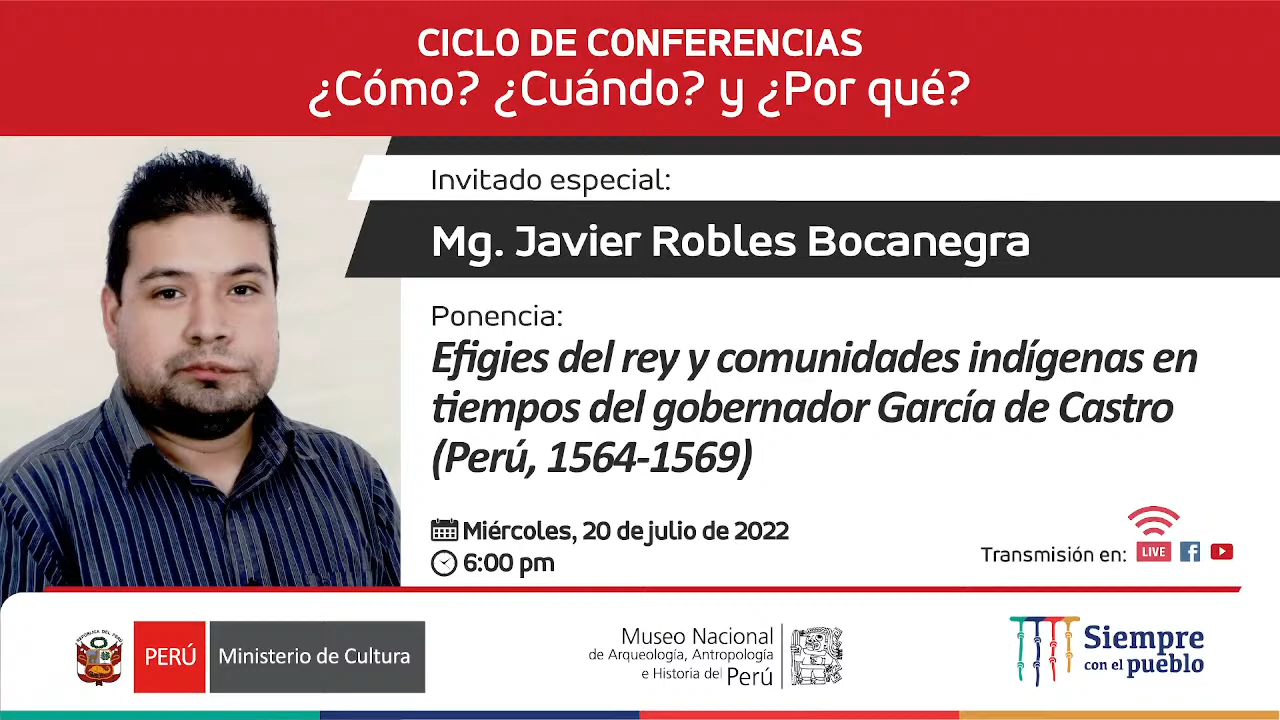 CICLO DE CONFERENCIAS
¿Cómo? ¿Cuándo? y ¿Por qué?
Invitado especial:
Mg. Javier Robles Bocanegra
Ponencia:
Efigies del rey y comunidades indígenas en
tiempos del gobernador García de Castro
(Perú, 1564-1569)
Miércoles, 20 de julio de 2022
6:00 pm
Transmisión en:
LIVE
REPÚBLICA DEL PERÚ
PERÚ
Ministerio de Cultura
Museo Nacional
de Arqueología, Antropología
e Historia del Perú
Siempre
con el pueblo